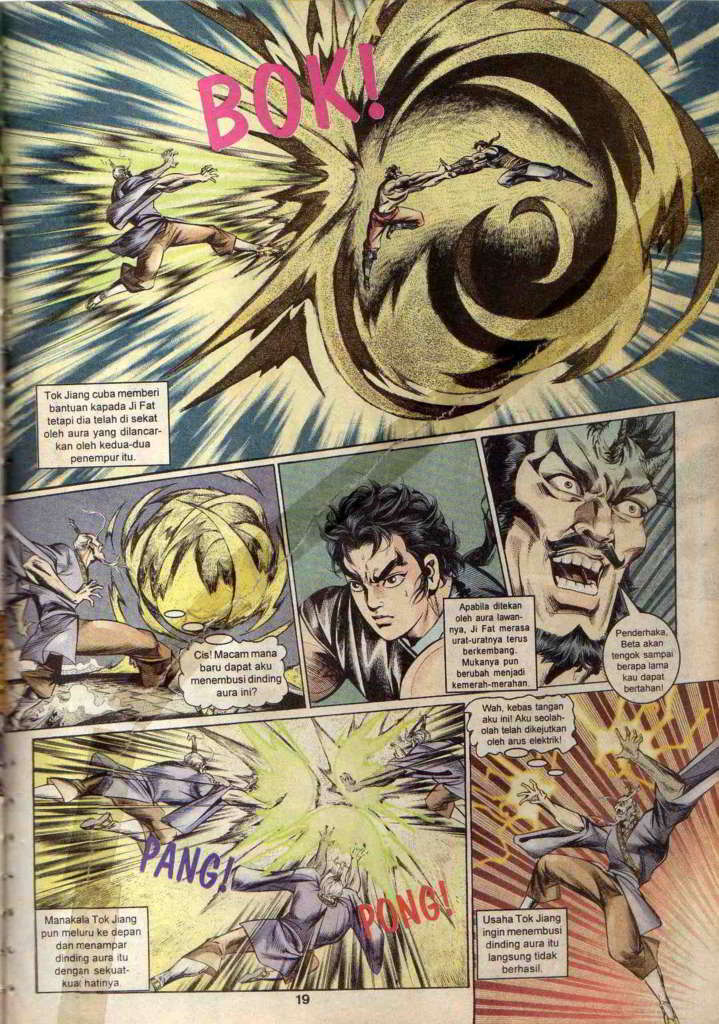 BOK!
Tok Jiang cuba memberi
bantuan kapada Ji Fat
tetapi dia telah di sekat
oleh aura yang dilancar-
kan oleh kedua-dua
penempur itu.
Cis! Macam mana
baru dapat aku
menembusi dinding
aura ini?
Apabila ditekan
oleh aura lawan-
nya, Ji Fat merasa
urat-uratnya terus
berkembang.
Mukanya pun
berubah menjadi
kemerah-merahan.
Penderhaka,
Beta akan
tengok sampai
berapa lama
kau dapat
bertahan!
PANG!
PONG!
Manakala Tok Jiang
pun meluru ke depan
dan menampar
dinding aura itu
dengan sekuat-
kuat hatinya.
Wah, kebas tangan
aku ini! Aku seolah-
olah telah dikejutkan
oleh arus elektrik!
Usaha Tok Jiang
ingin menembusi
dinding aura itu
langsung tidak
berhasil.
19